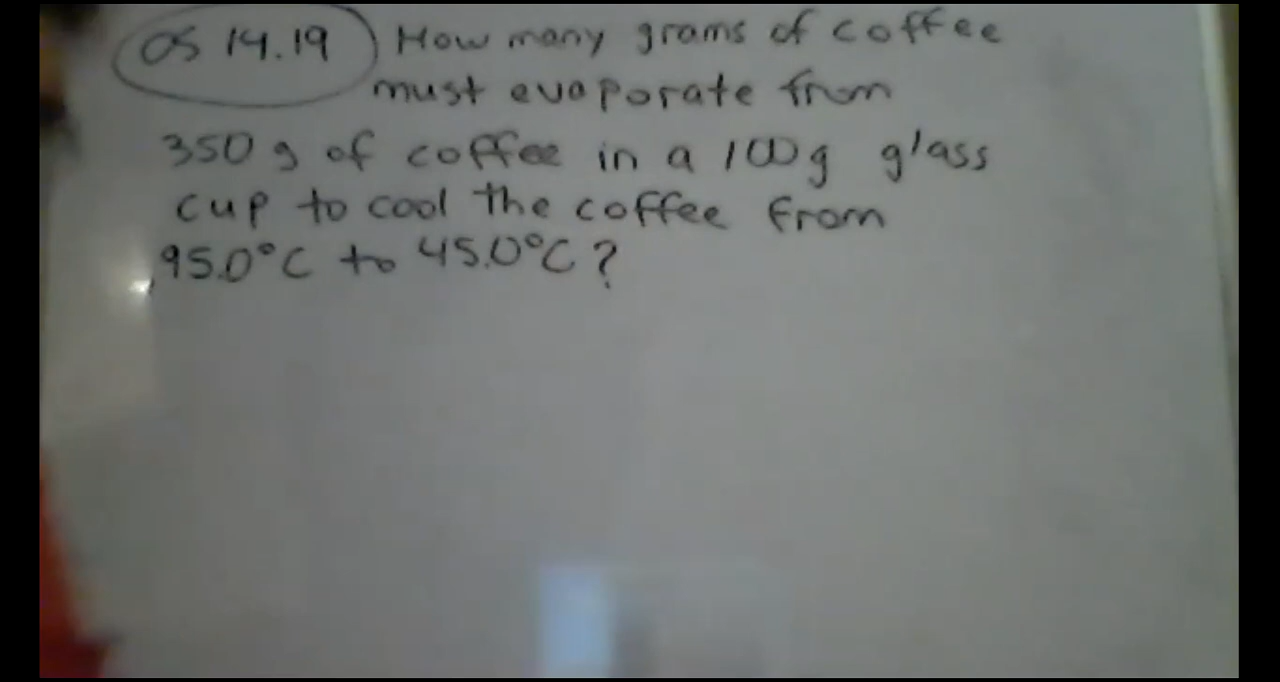 OS 14.19 How many grams of coffee
must evaporate from
350 g of coffee in a 100g glass
cup to cool the coffee from
95.0°C to 45.0°C?